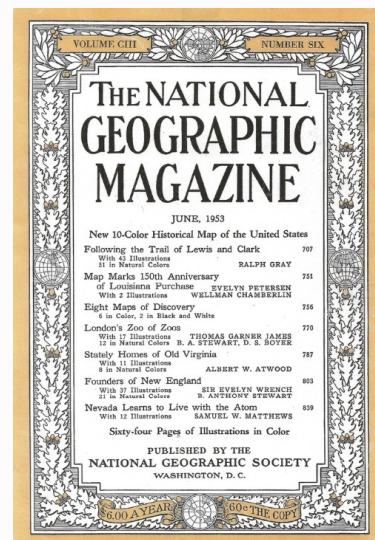 VOLUME CIII NUMBER SIX
THE NATIONAL
GEOGRAPHIC
MAGAZINE
JUNE, 1953
New 10-Color Historical Map of the United States
Following the Trail of Lewis and Clark 707
With 43 Illustrations
31 in Natural Colors RALPH GRAY
Map Marks 150th Anniversary 751
of Louisiana Purchase EVELYN PETERSEN
With 2 Illustrations WELLMAN CHAMBERLIN
Eight Maps of Discovery 756
6 in Color, 2 in Black and White
London's Zoo of Zoos 770
With 17 Illustrations THOMAS GARNER JAMES
12 in Natural Colors B. A. STEWART, D. S. BOYER
Stately Homes of Old Virginia 787
With 11 Illustrations
8 in Natural Colors ALBERT W. ATWOOD
Founders of New England 803
With 37 Illustrations SIR EVELYN WRENCH
21 in Natural Colors B. ANTHONY STEWART
Nevada Learns to Live with the Atom 839
With 12 Illustrations SAMUEL W. MATTHEWS
Sixty-four Pages of Illustrations in Color
PUBLISHED BY THE
NATIONAL GEOGRAPHIC SOCIETY
WASHINGTON, D. C.
$6.00 A YEAR 60¢ THE COPY